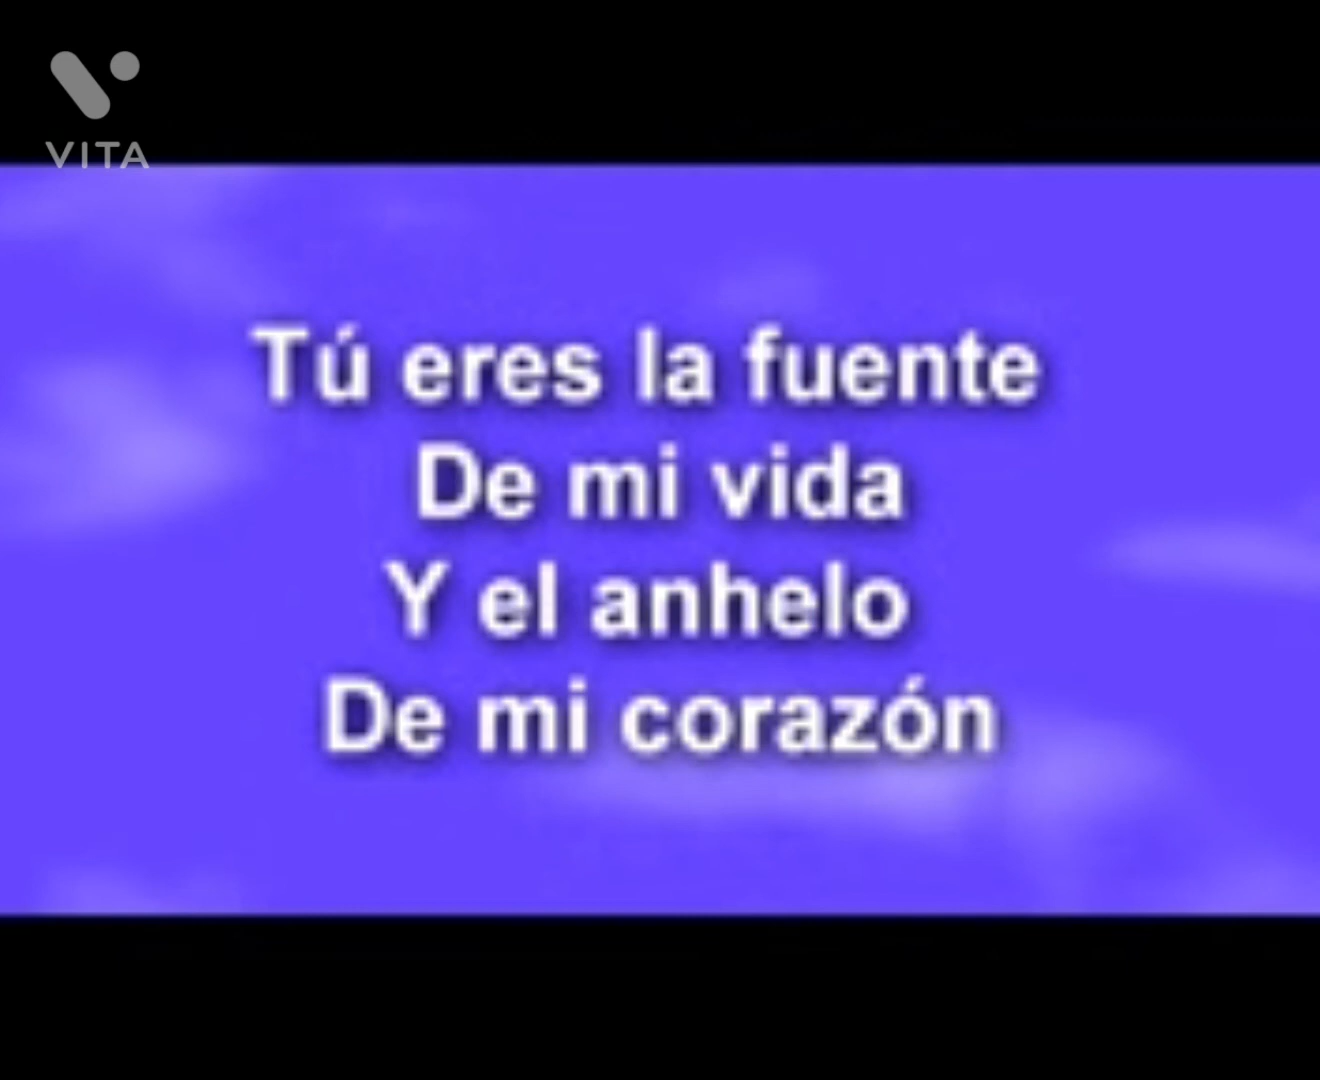 VITA
Tú eres la fuente
De mi vida
Y el anhelo
De mi corazón